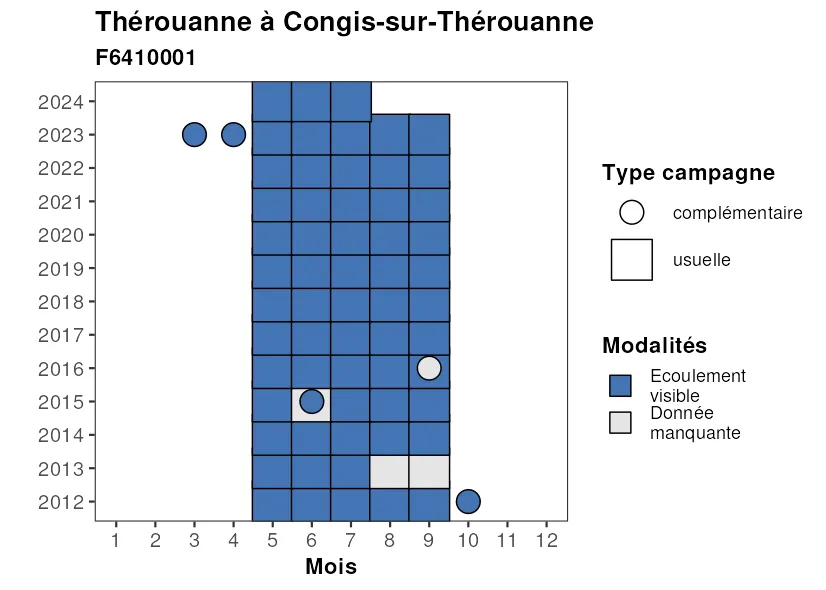 Thérouanne à Congis-sur-Thérouanne
F6410001
2024
2023
2022
2021
2020
2019
2018
2017
2016
2015
2014
2013
2012
1 2 3 4 5 6 7 8 9 10 11 12
Mois
Type campagne
complémentaire
usuelle
Modalités
Ecoulement
visible
Donnée
manquante